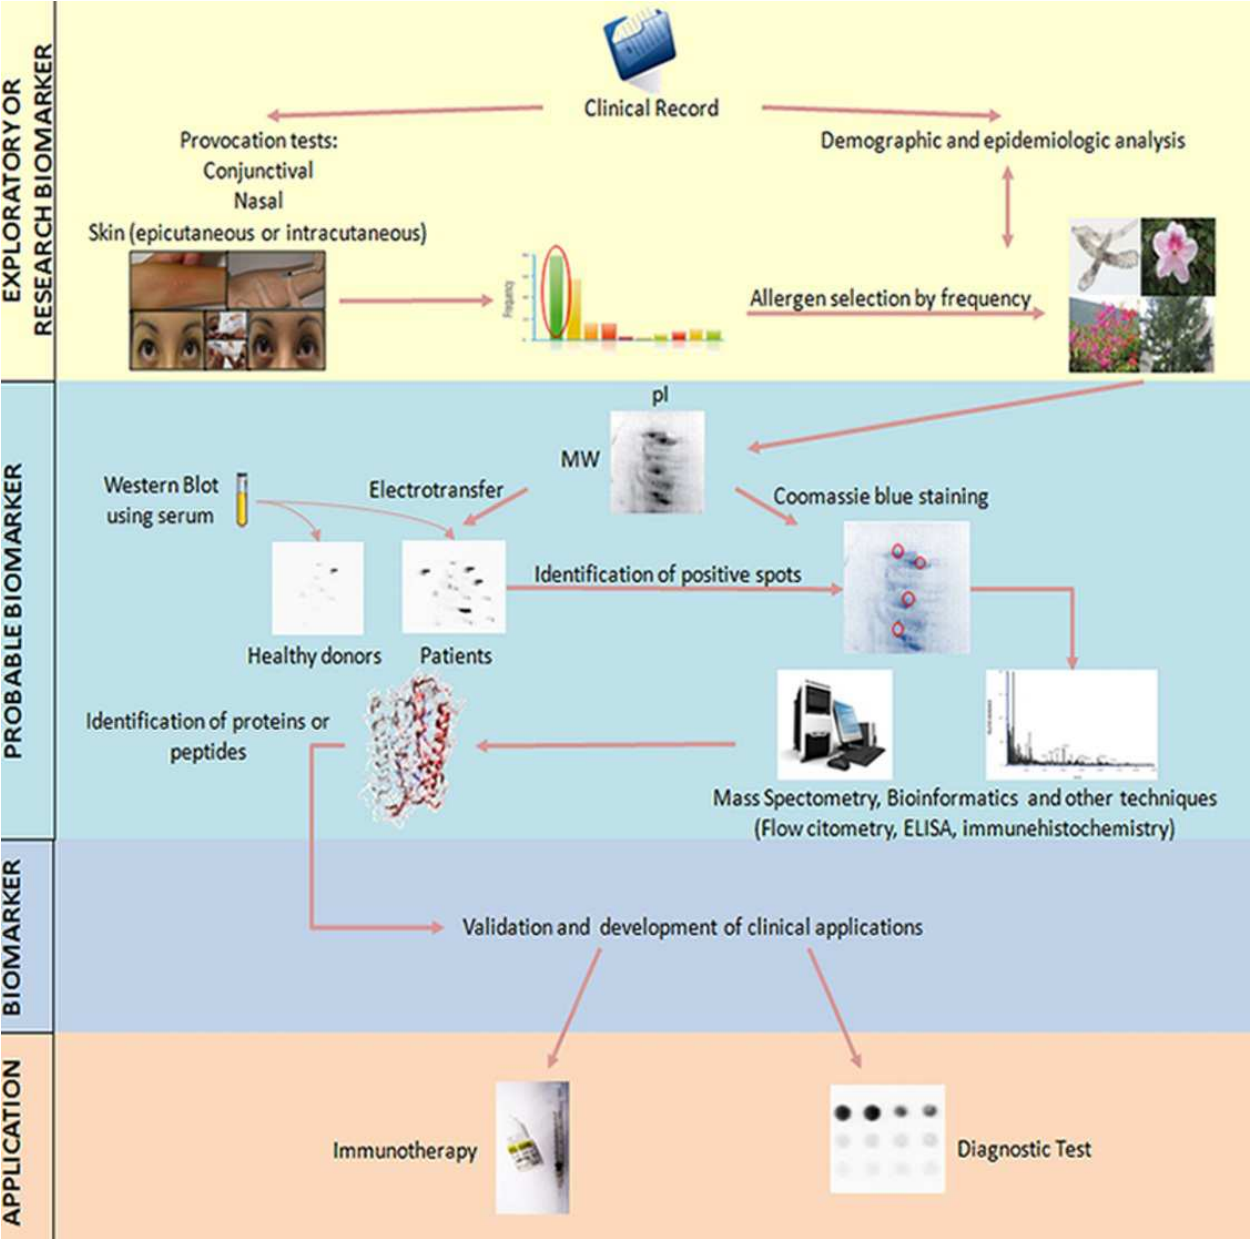 EXPLORATORY OR
RESEARCH BIOMARKER
Clinical Record
Provocation tests:
Conjunctival
Nasal
Skin (epicutaneous or intracutaneous)
Demographic and epidemiologic analysis
Frequency
Allergen selection by frequency
PROBABLE BIOMARKER
pI
MW
Western Blot
using serum
Electrotransfer
Coomassie blue staining
Identification of positive spots
Healthy donors
Patients
Identification of proteins or
peptides
Mass Spectometry, Bioinformatics and other techniques
(Flow citometry, ELISA, immunehistochemistry)
BIOMARKER
Validation and development of clinical applications
APPLICATION
Immunotherapy
Diagnostic Test